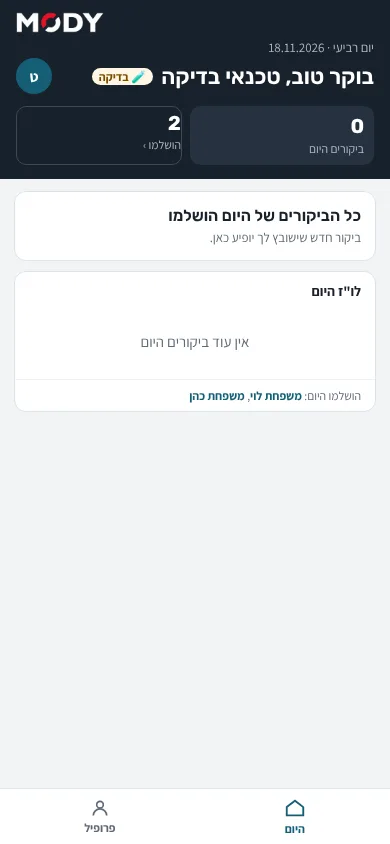 MODY
יום רביעי · 18.11.2026
בוקר טוב, טכנאי בדיקה 🧪 בדיקה
ט
0
ביקורים היום
2
הושלמו ›
כל הביקורים של היום הושלמו
ביקור חדש שישובץ לך יופיע כאן.
לו"ז היום
אין עוד ביקורים היום
הושלמו היום: משפחת לוי, משפחת כהן
היום
פרופיל